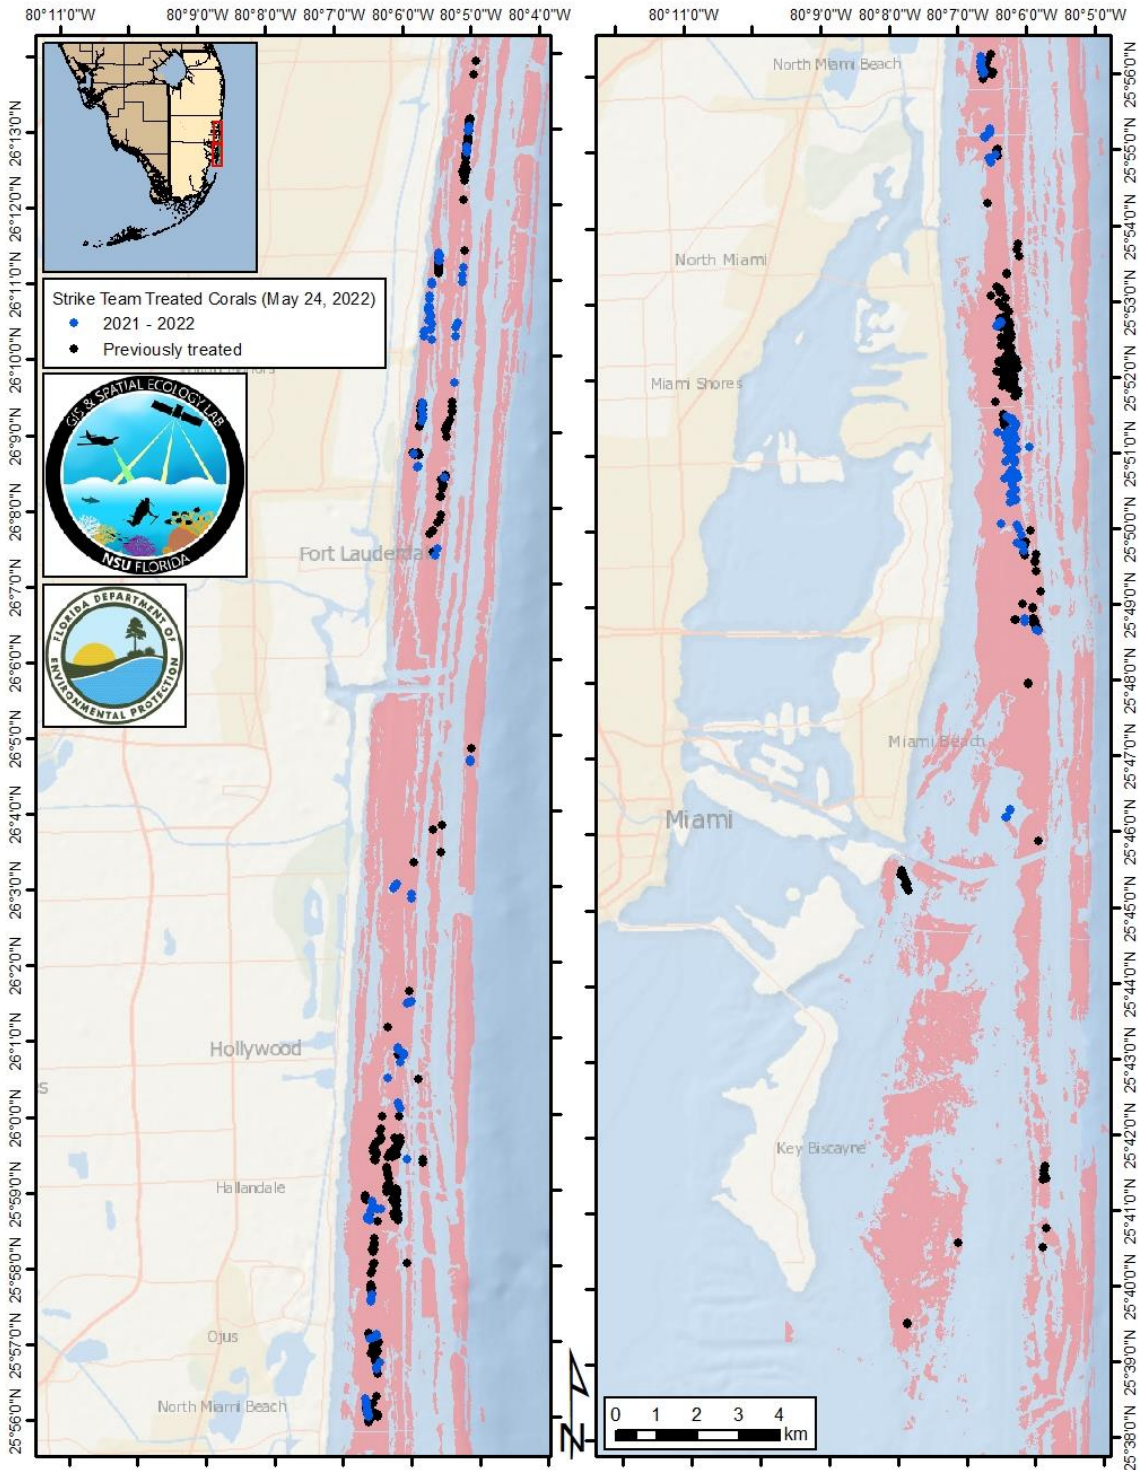 80°11'0"W 80°9'0"W 80°8'0"W 80°7'0"W 80°6'0"W 80°5'0"W 80°4'0"W
80°11'0"W 80°9'0"W 80°8'0"W 80°7'0"W 80°6'0"W 80°5'0"W
26°13'0"N
26°12'0"N
26°11'0"N
26°10'0"N
26°9'0"N
26°8'0"N
26°7'0"N
26°6'0"N
26°5'0"N
26°4'0"N
26°3'0"N
26°2'0"N
26°1'0"N
26°0'0"N
25°59'0"N
25°58'0"N
25°57'0"N
25°56'0"N
Strike Team Treated Corals (May 24, 2022)
2021 - 2022
Previously treated
GIS & SPATIAL ECOLOGY LAB
NSU FLORIDA
FLORIDA DEPARTMENT OF
ENVIRONMENTAL PROTECTION
Fort Lauderda
Hollywood
s
Hallandale
Ojus
North Miami Beach
N
North Miami Beach
North Miami
Miami Shores
Miami Beach
Miami
Key Biscayne
0 1 2 3 4
km
25°56'0"N
25°55'0"N
25°54'0"N
25°53'0"N
25°52'0"N
25°51'0"N
25°50'0"N
25°49'0"N
25°48'0"N
25°47'0"N
25°46'0"N
25°45'0"N
25°44'0"N
25°43'0"N
25°42'0"N
25°41'0"N
25°40'0"N
25°39'0"N
25°38'0"N